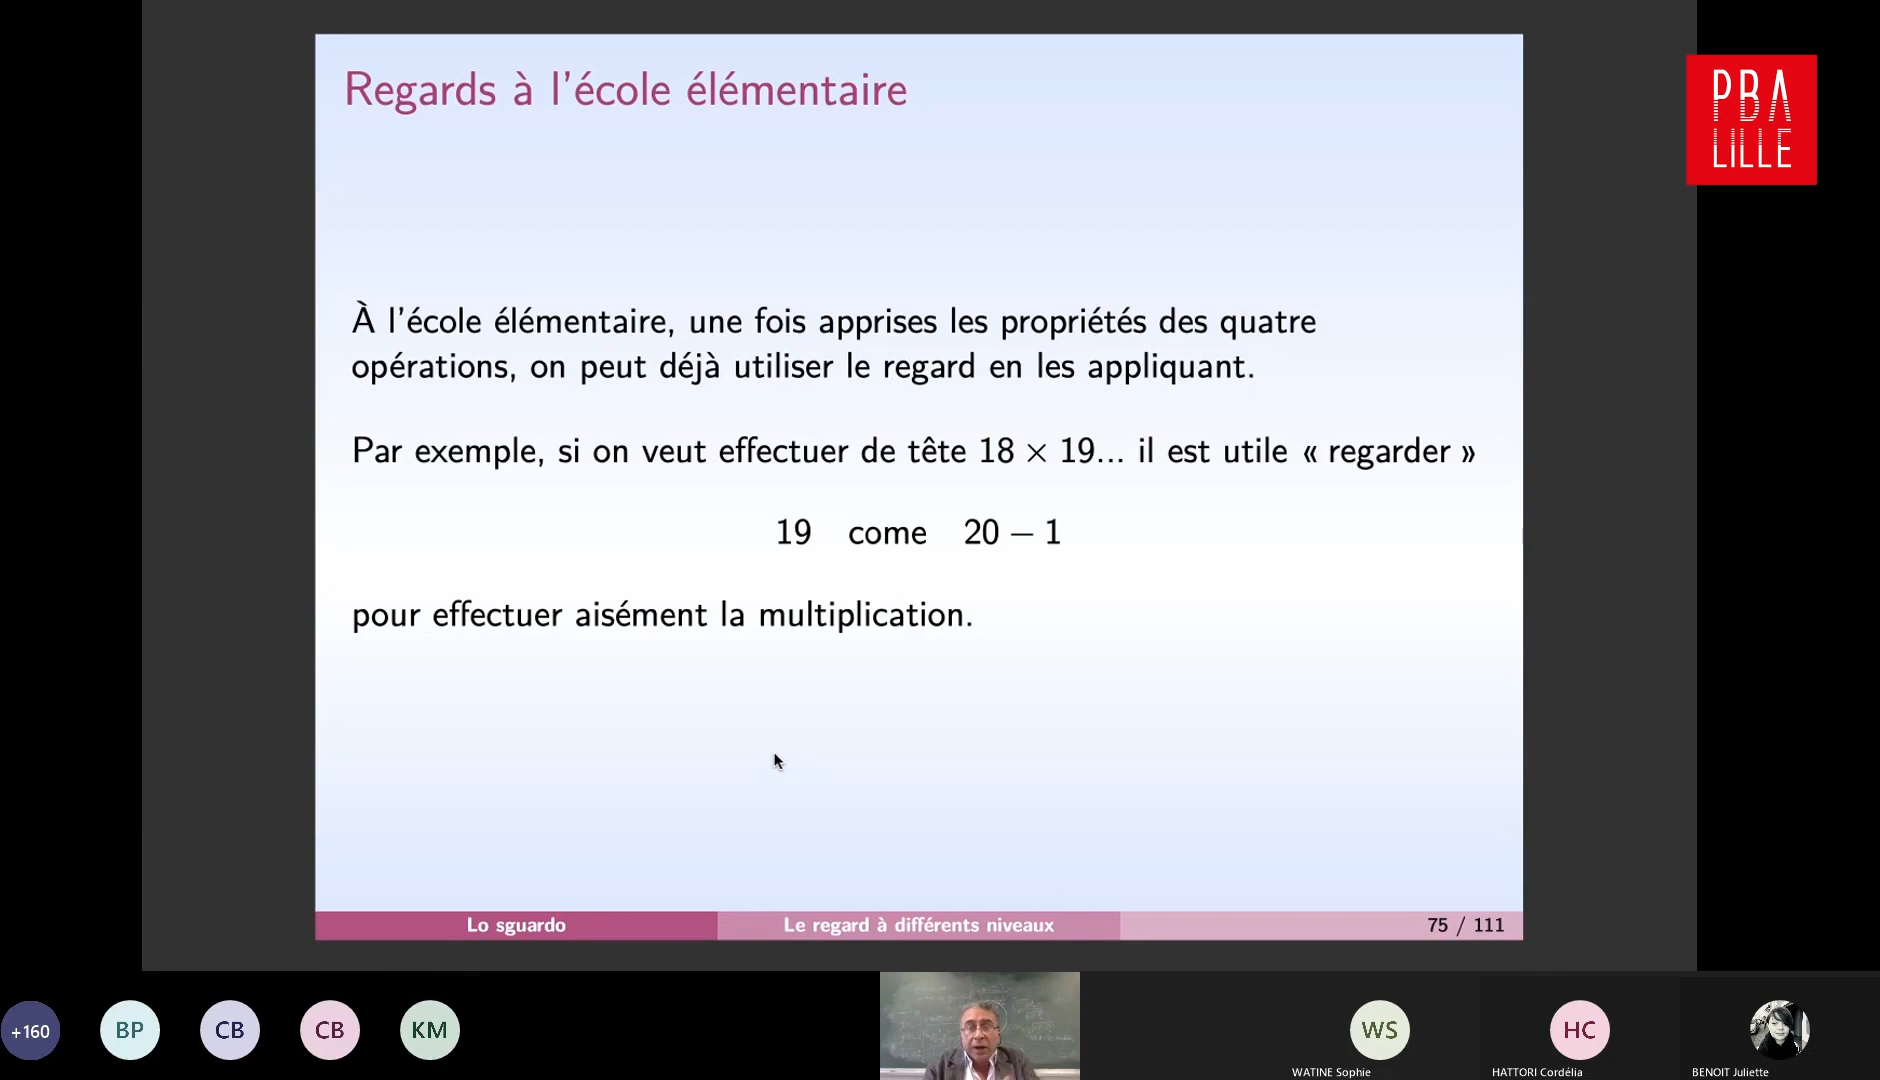 Regards à l'école élémentaire
PBA
LILLE
À l'école élémentaire, une fois apprises les propriétés des quatre
opérations, on peut déjà utiliser le regard en les appliquant.
Par exemple, si on veut effectuer de tête 18 × 19... il est utile « regarder »
19 come 20 − 1
pour effectuer aisément la multiplication.
Lo sguardo
Le regard à différents niveaux
75 / 111
+160
BP
CB
CB
KM
WS
HC
WATINE Sophie
HATTORI Cordélia
BENOIT Juliette